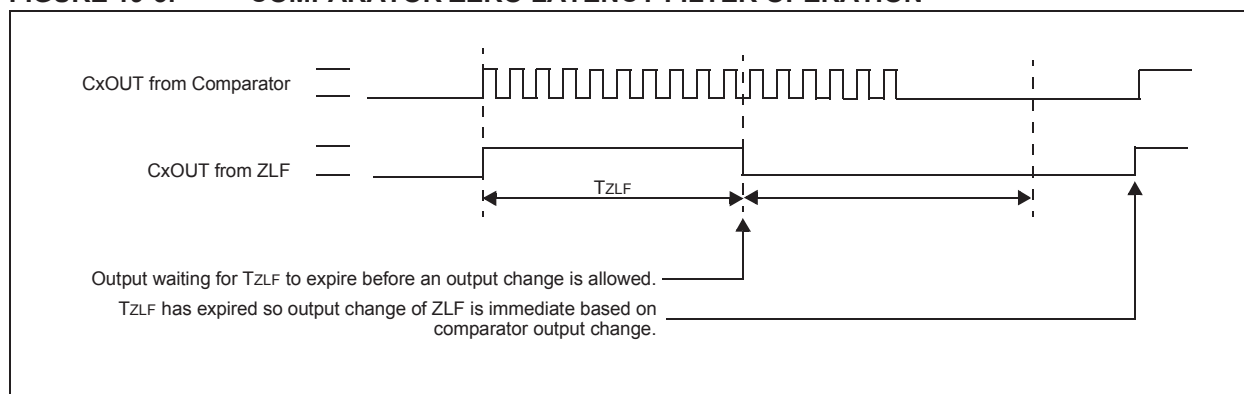 CxOUT from Comparator
CxOUT from ZLF
TZLF
Output waiting for TZLF to expire before an output change is allowed.
TZLF has expired so output change of ZLF is immediate based on
comparator output change.